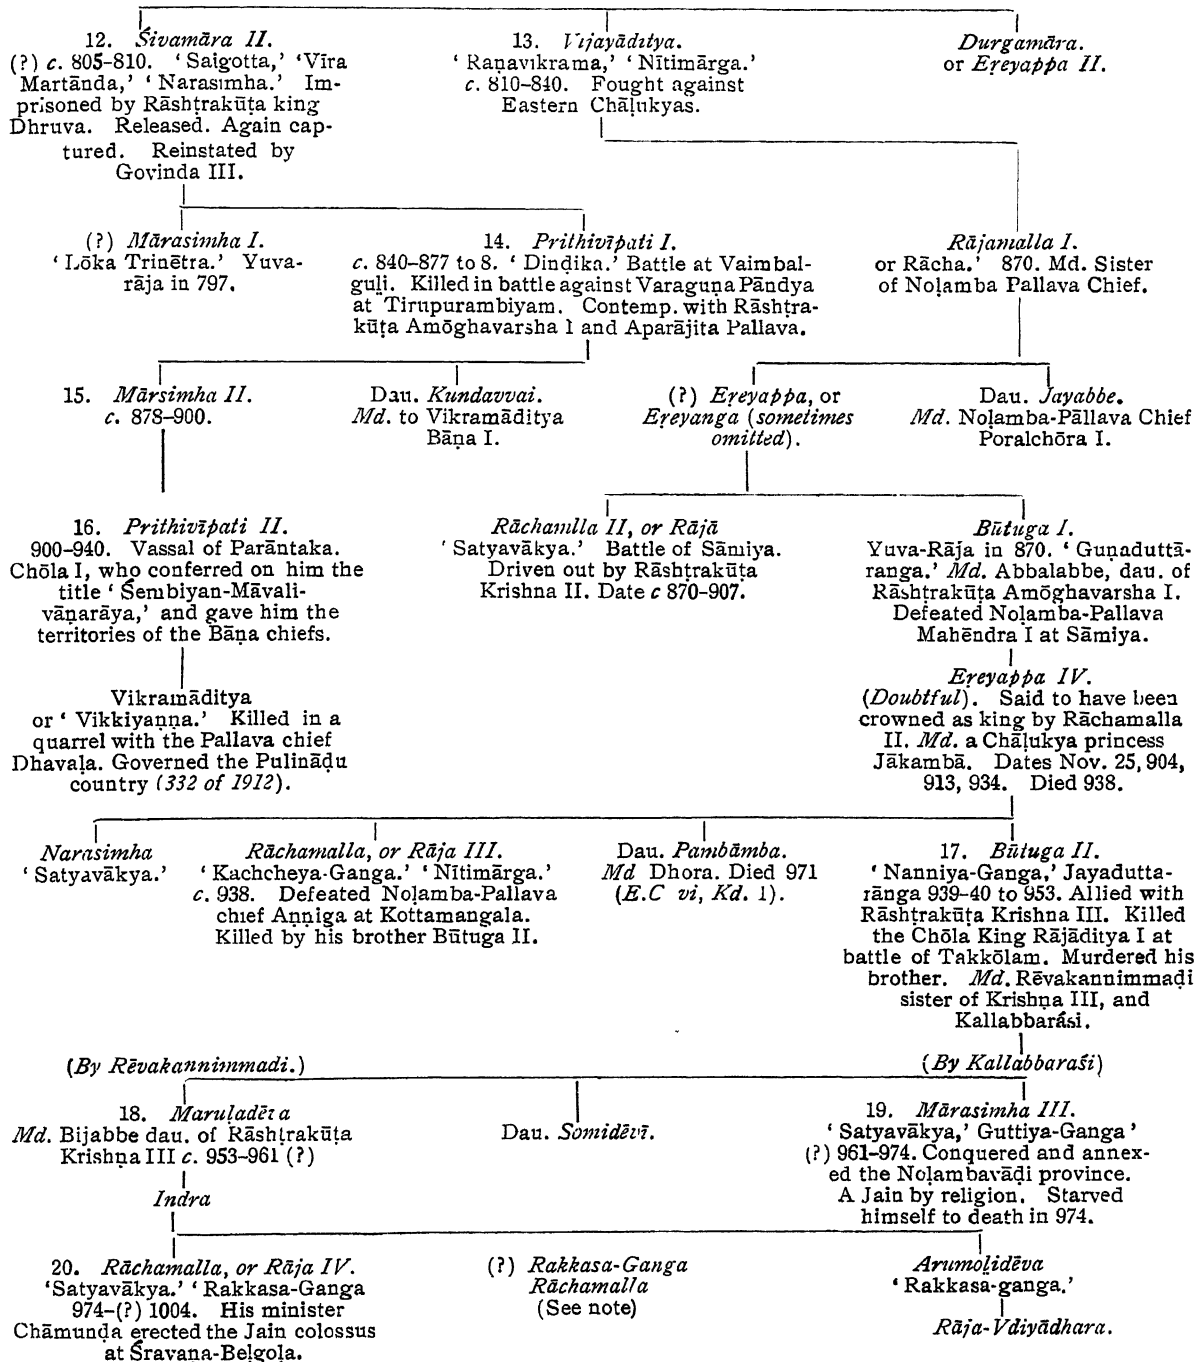 12. Śivamāra II.
(?) c. 805–810. ‘Saigotta,’ ‘Vīra
Martānda,’ ‘Narasımha.’ Im-
prisoned by Rāshṭrakūṭa king
Dhruva. Released. Again cap-
tured. Reinstated by
Govinda III.
13. Vijayāditya.
‘Raṇavıkrama,’ ‘Nītimārga.’
c. 810–840. Fought against
Eastern Chāḷukyas.
Durgamāra.
or Eṛeyappa II.
(?) Mārasimha I.
‘Lōka Trinētra.’ Yuva-
rāja in 797.
14. Prithivīpati I.
c. 840–877 to 8. ‘Dinḍika.’ Battle at Vaimbal-
guḷi. Killed in battle against Varaguṇa Pāndya
at Tirupurambiyam. Contemp. with Rāshṭra-
kūṭa Amōghavarsha I and Aparājita Pallava.
Rājamalla I.
or Rācha.’ 870. Md. Sister
of Noḷamba Pallava Chief.
15. Mārsimha II.
c. 878–900.
Dau. Kundavvai.
Md. to Vikramāditya
Bāṇa I.
(?) Eṛeyappa, or
Eṛeyanga (sometimes
omitted).
Dau. Jayabbe.
Md. Noḷamba-Pāllava Chief
Poralchōra I.
16. Prithivīpati II.
900–940. Vassal of Parāntaka.
Chōla I, who conferred on him the
title ‘Śembiyan-Māvali-
vāṇarāya,’ and gave him the
territories of the Bāṇa chiefs.
Rāchamlla II, or Rājā
‘Satyavākya.’ Battle of Sāmiya.
Driven out by Rāshṭrakūṭa
Krishna II. Date c 870–907.
Būtuga I.
Yuva-Rāja in 870. ‘Guṇaduttā-
ranga.’ Md. Abbalabbe, dau. of
Rāshṭrakūṭa Amōghavarsha I.
Defeated Noḷamba-Pallava
Mahēndra I at Sāmiya.
Vikramāditya
or ‘Vikkiyaṇṇa.’ Killed in a
quarrel with the Pallava chief
Dhavaḷa. Governed the Pulināḍu
country (332 of 1912).
Eṛeyappa IV.
(Doubtful). Said to have been
crowned as king by Rāchamalla
II. Md. a Chāḷukya princess
Jākambā. Dates Nov. 25, 904,
913, 934. Died 938.
Narasimha
‘Satyavākya.’
Rāchamalla, or Rāja III.
‘Kachcheya-Ganga.’ ‘Nītimārga.’
c. 938. Defeated Noḷamba-Pallava
chief Aṇṇiga at Kottamangala.
Killed by his brother Būtuga II.
Dau. Pambāmba.
Md Dhora. Died 971
(E.C vi, Kd. 1).
17. Būtuga II.
‘Nanniya-Ganga,’ Jayadutta-
rānga 939–40 to 953. Allied with
Rāshṭrakūṭa Krishna III. Killed
the Chōla King Rājāditya I at
battle of Takkōlam. Murdered his
brother. Md. Rēvakannimmaḍi
sister of Krishṇa III, and
Kallabbaráśi.
(By Rēvakannimmadi.)
(By Kallabbaraśi)
18. Maruḷadēva
Md. Bijabbe dau. of Rāshṭrakūṭa
Krishṇa III c. 953–961 (?)
Dau. Somidēvī.
19. Mārasimha III.
‘Satyavākya,’ Guttiya-Ganga’
(?) 961–974. Conquered and annex-
ed the Noḷambavāḍi province.
A Jain by religion. Starved
himself to death in 974.
Indra
20. Rāchamalla, or Rāja IV.
‘Satyavākya.’ ‘Rakkasa-Ganga
974–(?) 1004. His minister
Chāmunḍa erected the Jain colossus
at Śravaṇa-Beḷgoḷa.
(?) Rakkasa-Ganga
Rāchamalla
(See note)
Arumoḷidēva
‘Rakkasa-ganga.’
Rāja-Vdiyādhara.